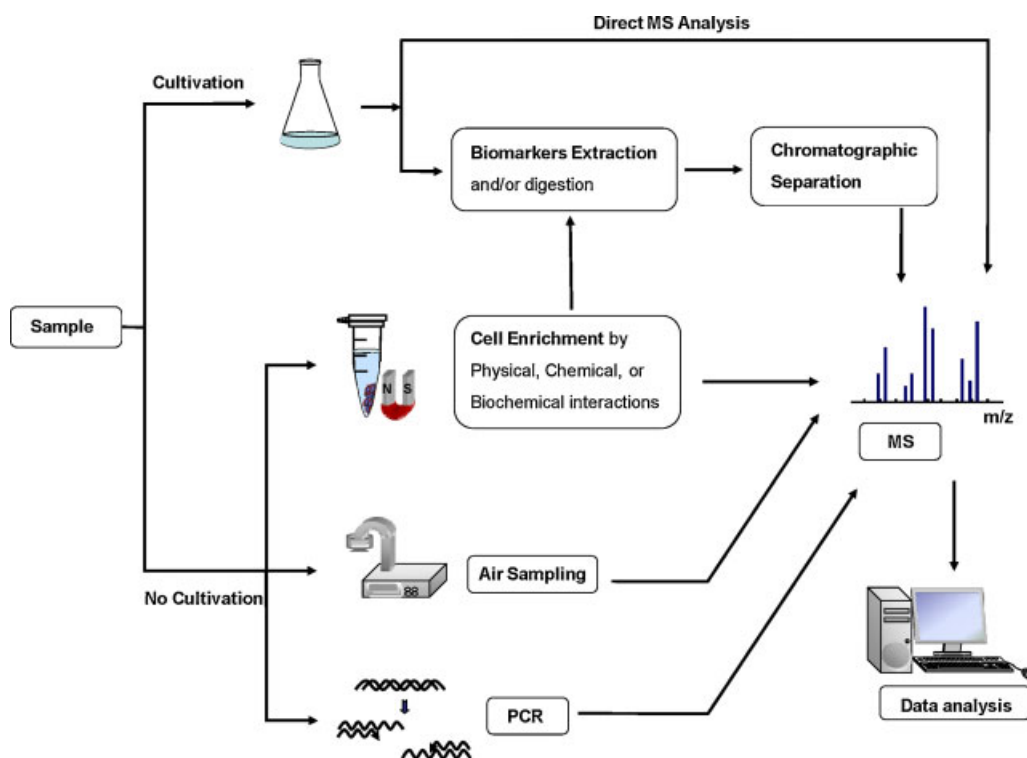 Direct MS Analysis
Cultivation
Biomarkers Extraction
and/or digestion
Chromatographic
Separation
Sample
N S
Cell Enrichment by
Physical, Chemical, or
Biochemical interactions
m/z
MS
88
Air Sampling
No Cultivation
PCR
Data analysis